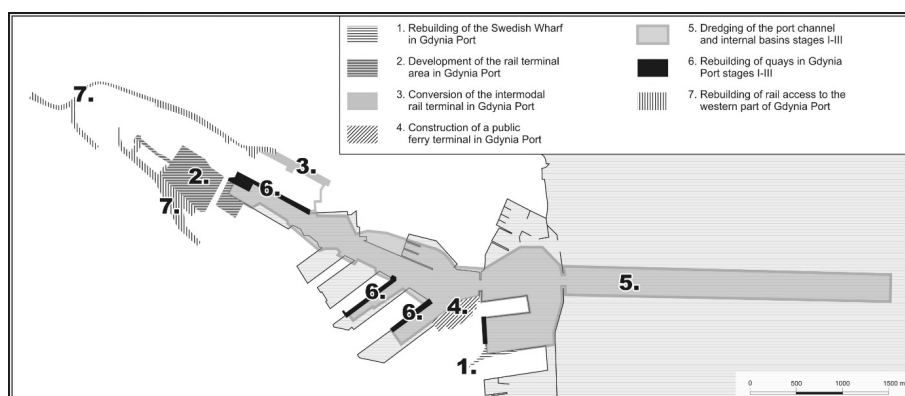 1. Rebuilding of the Swedish Wharf
in Gdynia Port
2. Development of the rail terminal
area in Gdynia Port
3. Conversion of the intermodal
rail terminal in Gdynia Port
4. Construction of a public
ferry terminal in Gdynia Port
5. Dredging of the port channel
and internal basins stages I-III
6. Rebuilding of quays in Gdynia
Port stages I-III
7. Rebuilding of rail access to the
western part of Gdynia Port
7.
3.
2.
6.
7.
5.
6.
6.
4.
1.
0 500 1000 1500 m